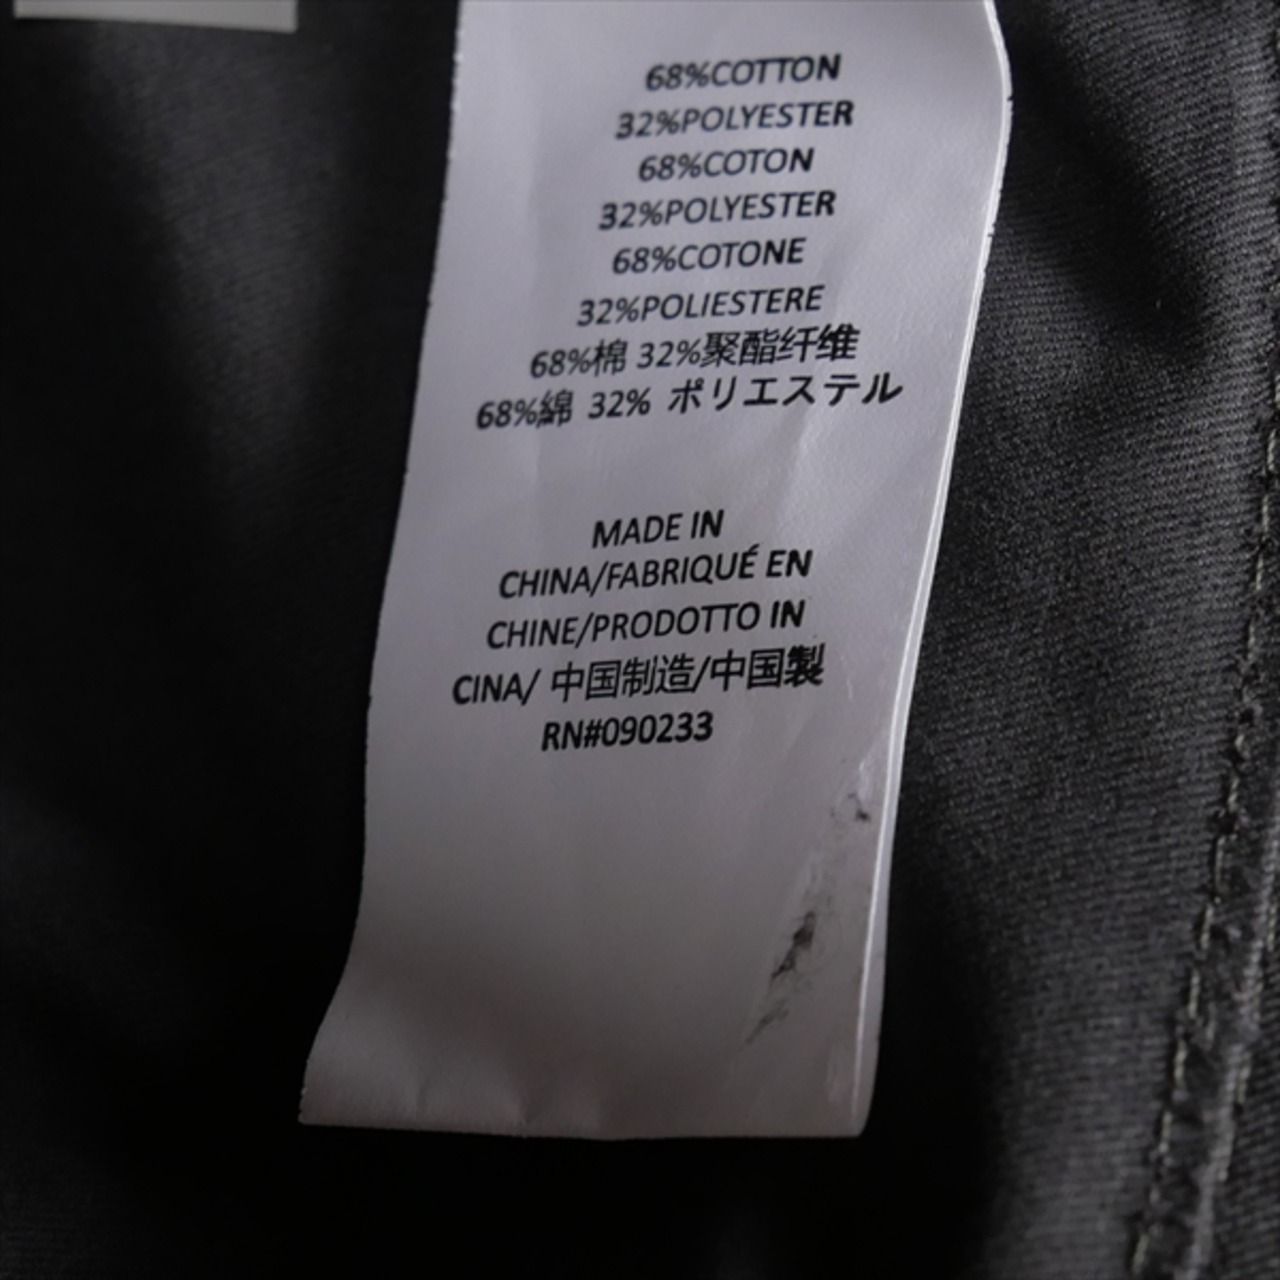 68%COTTON
32%POLYESTER
68%COTON
32%POLYESTER
68%COTONE
32%POLIESTERE
68%棉 32%聚酯纤维
68%綿 32% ポリエステル
MADE IN
CHINA/FABRIQUÉ EN
CHINE/PRODOTTO IN
CINA/ 中国制造/中国製
RN#090233